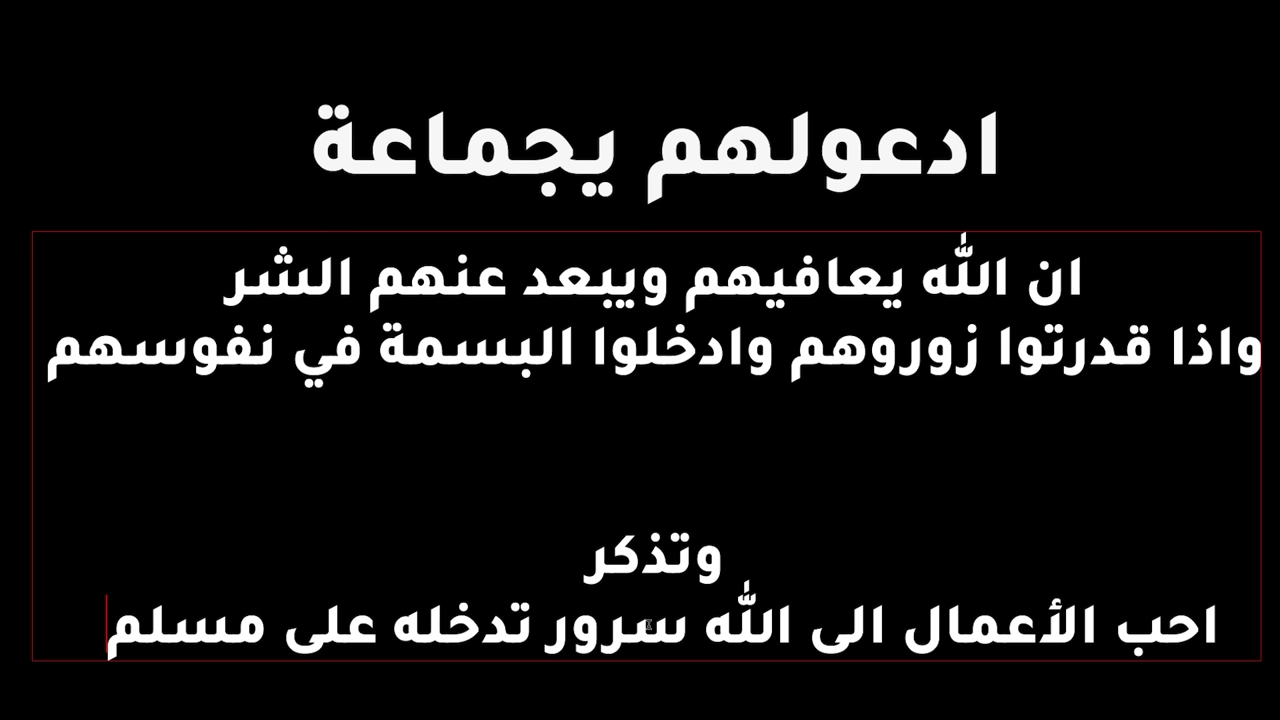 ادعولهم يجماعة
ان الله يعافيهم ويبعد عنهم الشر
واذا قدرتوا زوروهم وادخلوا البسمة في نفوسهم
وتذكر
احب الأعمال الى الله سرور تدخله على مسلم